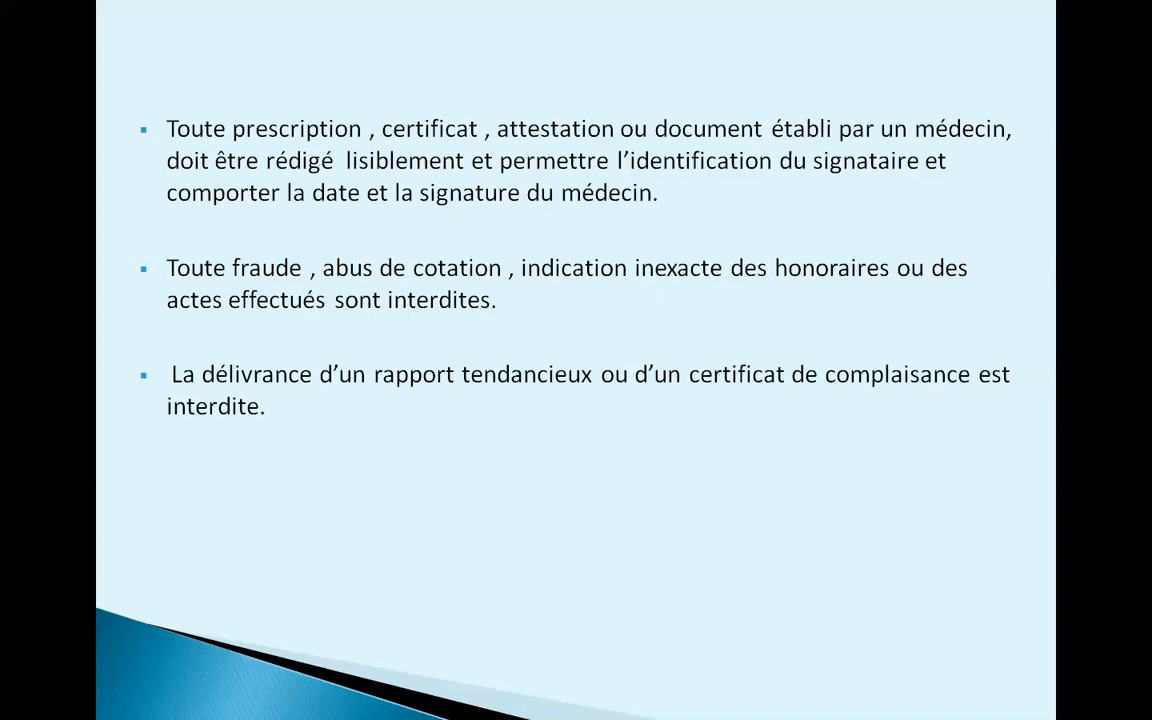 ▪ Toute prescription , certificat , attestation ou document établi par un médecin,
doit être rédigé lisiblement et permettre l’identification du signataire et
comporter la date et la signature du médecin.
▪ Toute fraude , abus de cotation , indication inexacte des honoraires ou des
actes effectués sont interdites.
▪ La délivrance d’un rapport tendancieux ou d’un certificat de complaisance est
interdite.